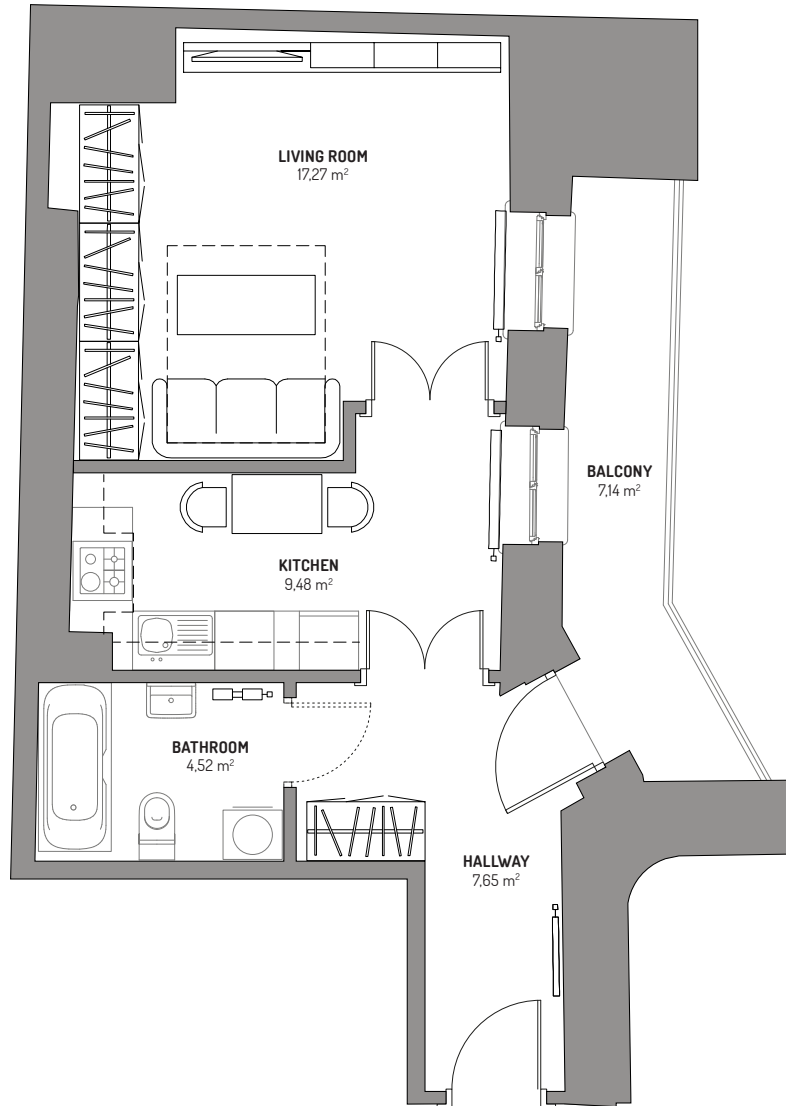 LIVING ROOM
17,27 m²
BALCONY
7,14 m²
KITCHEN
9,48 m²
BATHROOM
4,52 m²
HALLWAY
7,65 m²